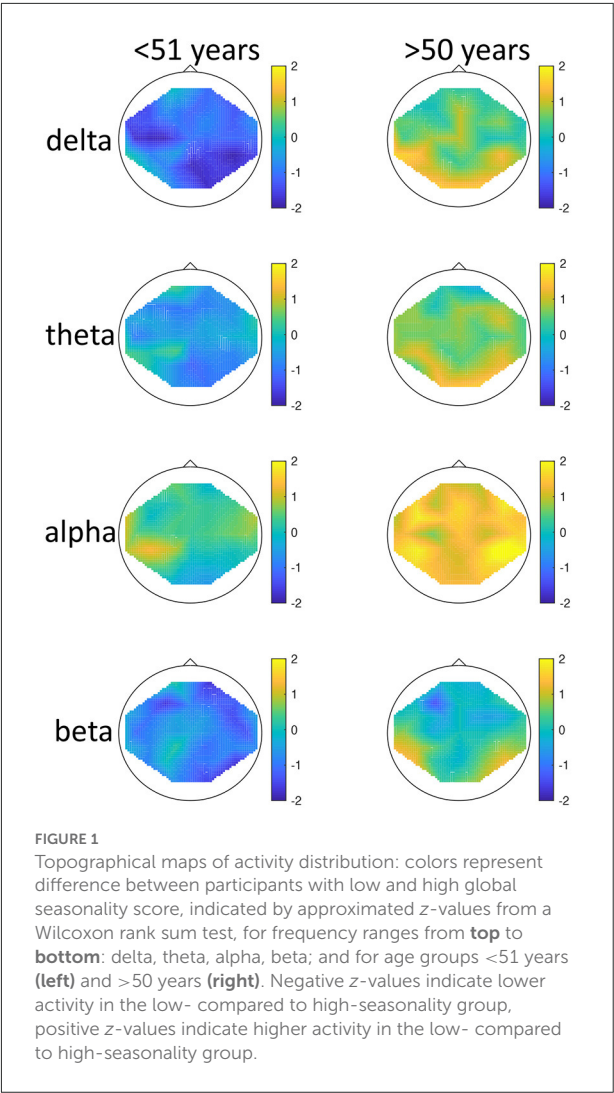 <51 years >50 years
2 2
1 1
delta 0 0
-1 -1
-2 -2
2 2
1 1
theta 0 0
-1 -1
-2 -2
2 2
1 1
alpha 0 0
-1 -1
-2 -2
2 2
1 1
beta 0 0
-1 -1
-2 -2
FIGURE 1
Topographical maps of activity distribution: colors represent
difference between participants with low and high global
seasonality score, indicated by approximated z-values from a
Wilcoxon rank sum test, for frequency ranges from top to
bottom: delta, theta, alpha, beta; and for age groups <51 years
(left) and >50 years (right). Negative z-values indicate lower
activity in the low- compared to high-seasonality group,
positive z-values indicate higher activity in the low- compared
to high-seasonality group.